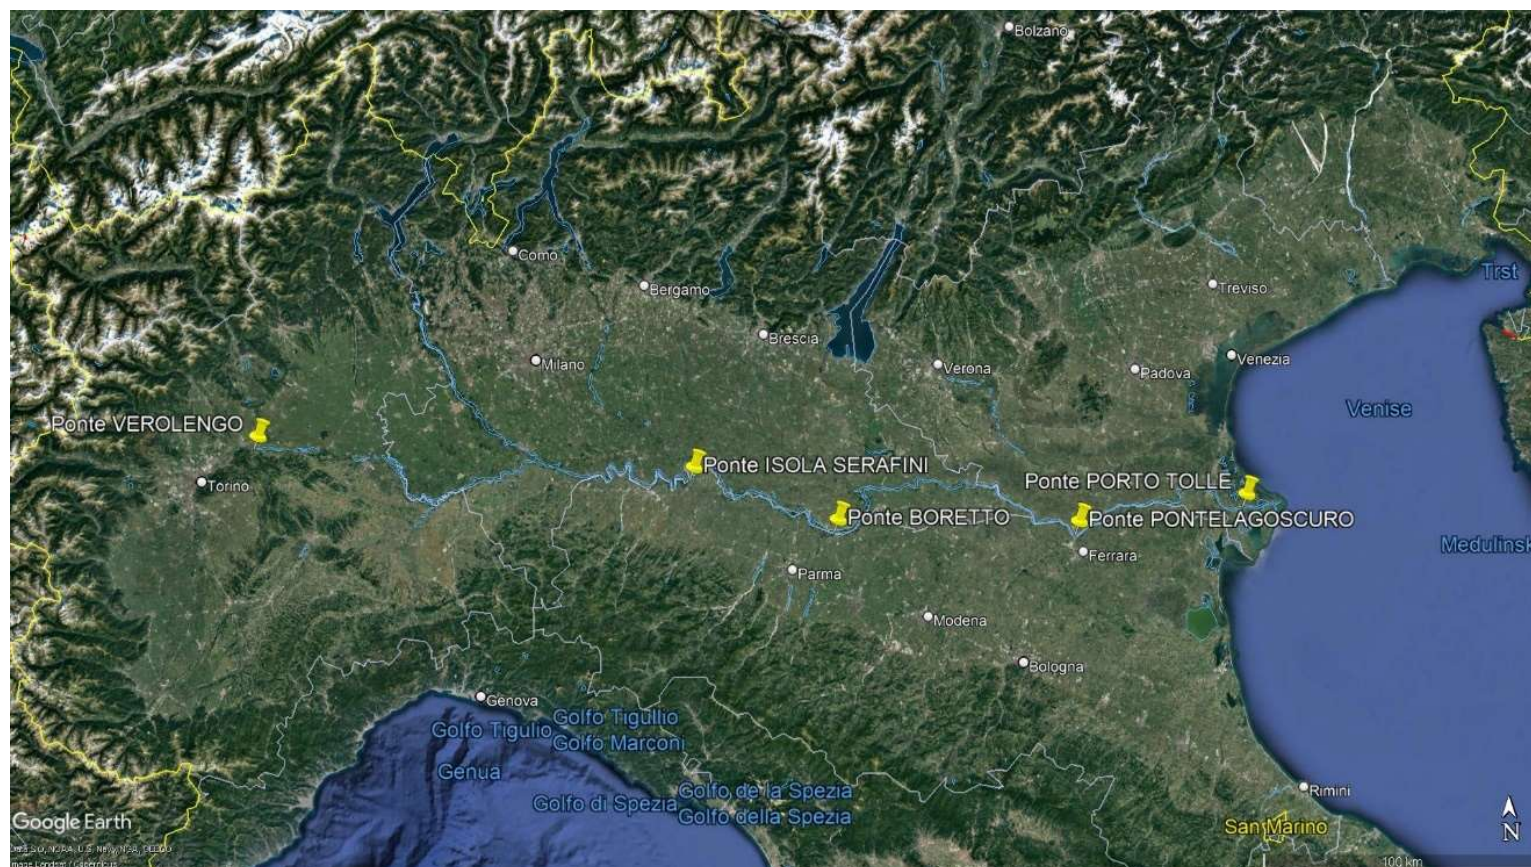 Bolzano
Como
Bergamo
Trst
Treviso
Brescia
Milano
Verona
Padova
Venezia
Venise
Ponte VEROLENGO
Ponte ISOLA SERAFINI
Torino
Ponte PORTO TOLLE
Ponte BORETTO
Ponte PONTELAGOSCURO
Medulinsk
Ferrara
Parma
Modena
Bologna
Genova
Golfo Tigullio
Golfo Tigulio
Golfo Marconi
Genua
Golfo de la Spezia
Golfo di Spezia
Golfo della Spezia
Rimini
Google Earth
San Marino
N
100 km